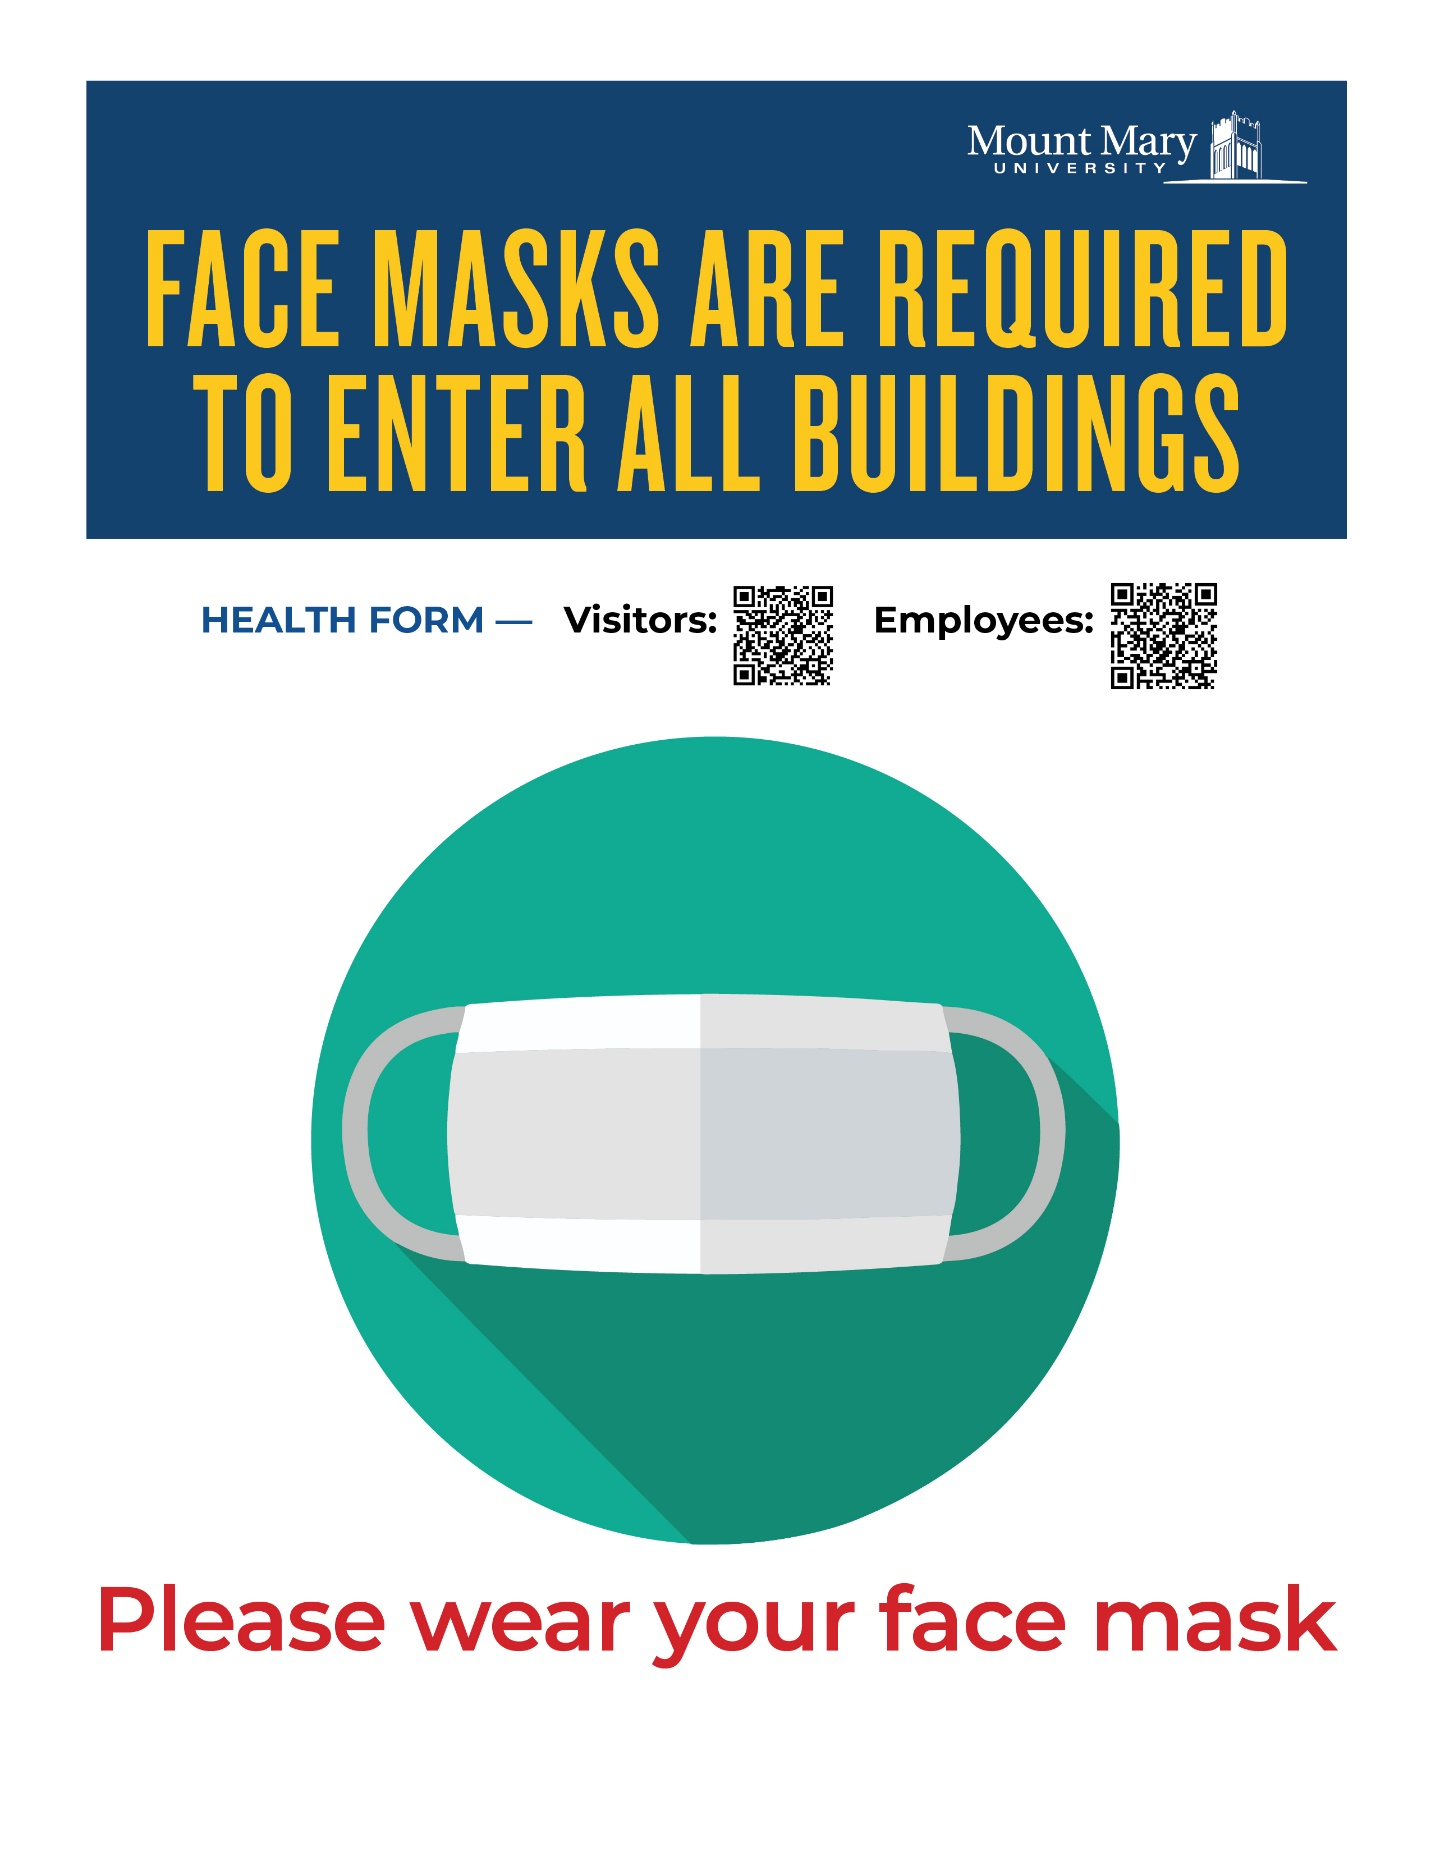 Mount Mary
UNIVERSITY
FACE MASKS ARE REQUIRED
TO ENTER ALL BUILDINGS
HEALTH FORM — Visitors: Employees:
Please wear your face mask